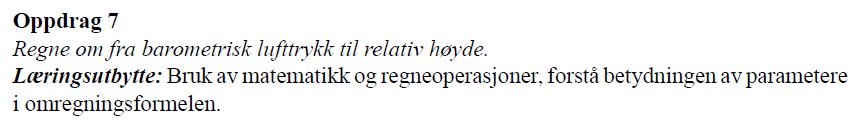 Oppdrag 7
Regne om fra barometrisk lufttrykk til relativ høyde.
Læringsutbytte: Bruk av matematikk og regneoperasjoner, forstå betydningen av parametere
i omregningsformelen.